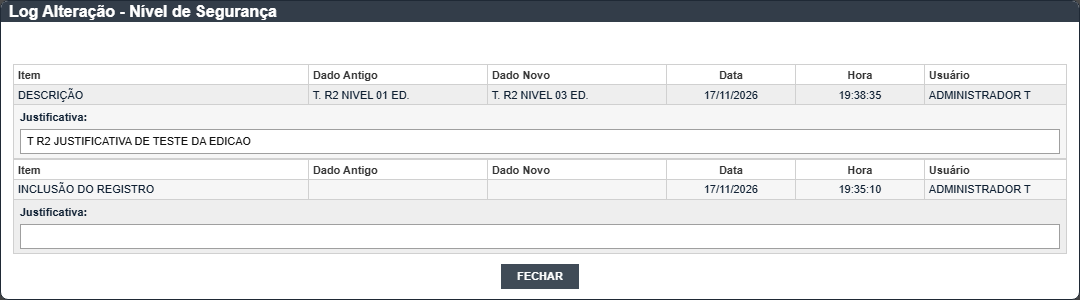 Log Alteração - Nível de Segurança
Item Dado Antigo Dado Novo Data Hora Usuário
DESCRIÇÃO T. R2 NIVEL 01 ED. T. R2 NIVEL 03 ED. 17/11/2026 19:38:35 ADMINISTRADOR T
Justificativa:
T R2 JUSTIFICATIVA DE TESTE DA EDICAO
Item Dado Antigo Dado Novo Data Hora Usuário
INCLUSÃO DO REGISTRO 17/11/2026 19:35:10 ADMINISTRADOR T
Justificativa:
FECHAR